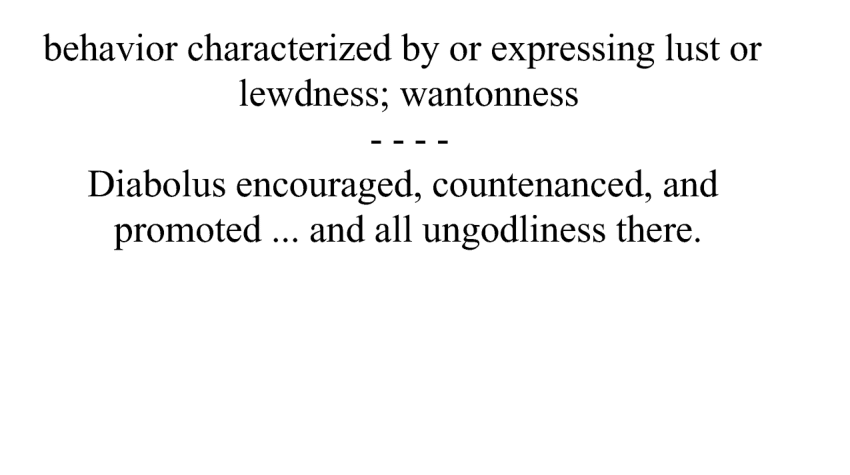 behavior characterized by or expressing lust or
lewdness; wantonness
- - - -
Diabolus encouraged, countenanced, and
promoted ... and all ungodliness there.